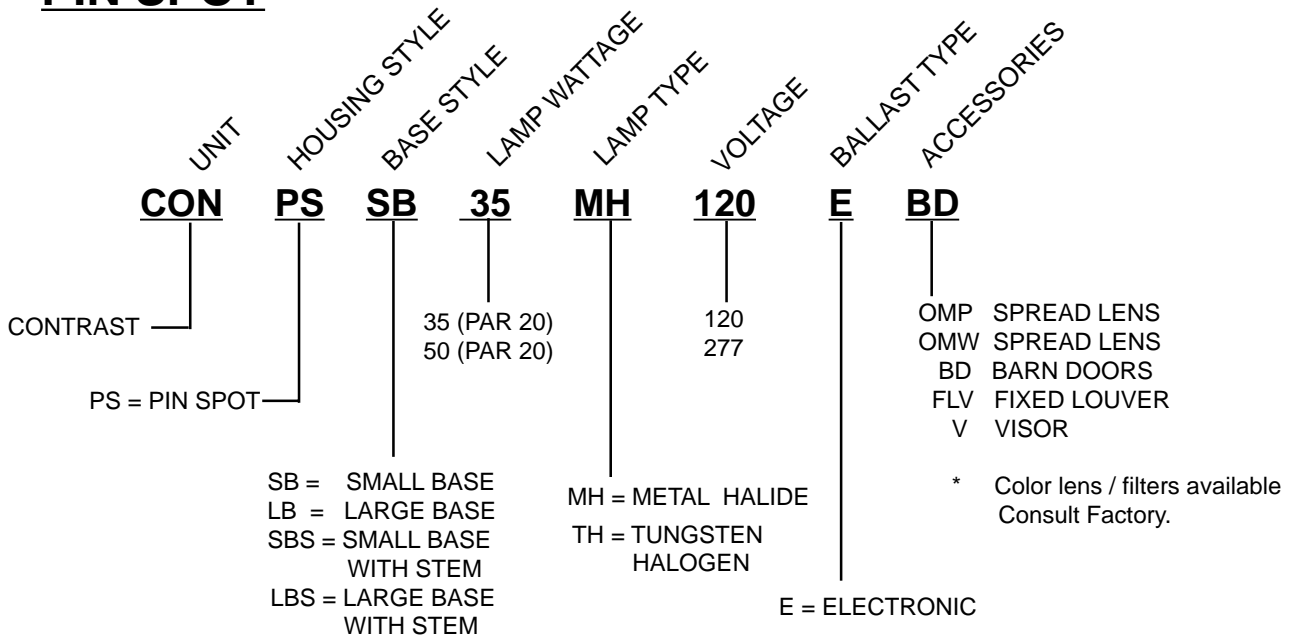 PIN SPOT
UNIT
HOUSING STYLE
BASE STYLE
LAMP WATTAGE
LAMP TYPE
VOLTAGE
BALLAST TYPE
ACCESSORIES
CON PS SB 35 MH 120 E BD
CONTRAST
PS = PIN SPOT
SB = SMALL BASE
LB = LARGE BASE
SBS = SMALL BASE
WITH STEM
LBS = LARGE BASE
WITH STEM
35 (PAR 20)
50 (PAR 20)
MH = METAL HALIDE
TH = TUNGSTEN
HALOGEN
120
277
E = ELECTRONIC
OMP SPREAD LENS
OMW SPREAD LENS
BD BARN DOORS
FLV FIXED LOUVER
V VISOR
* Color lens / filters available
Consult Factory.